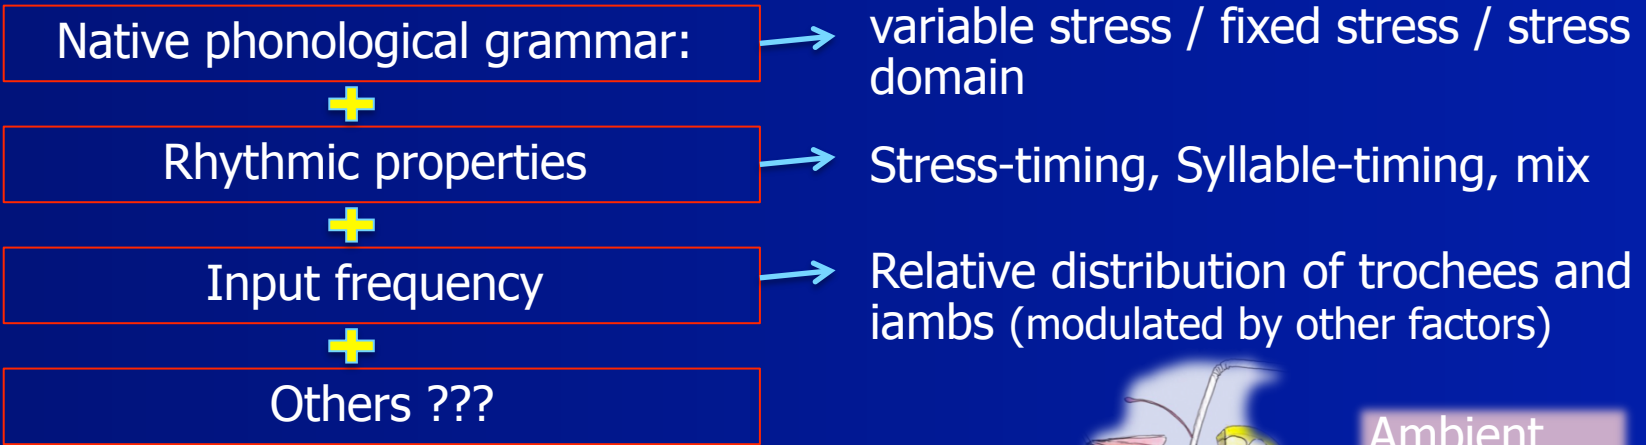 Native phonological grammar:
variable stress / fixed stress / stress
domain
Rhythmic properties
Stress-timing, Syllable-timing, mix
Input frequency
Relative distribution of trochees and
iambs (modulated by other factors)
Others ???
Ambient